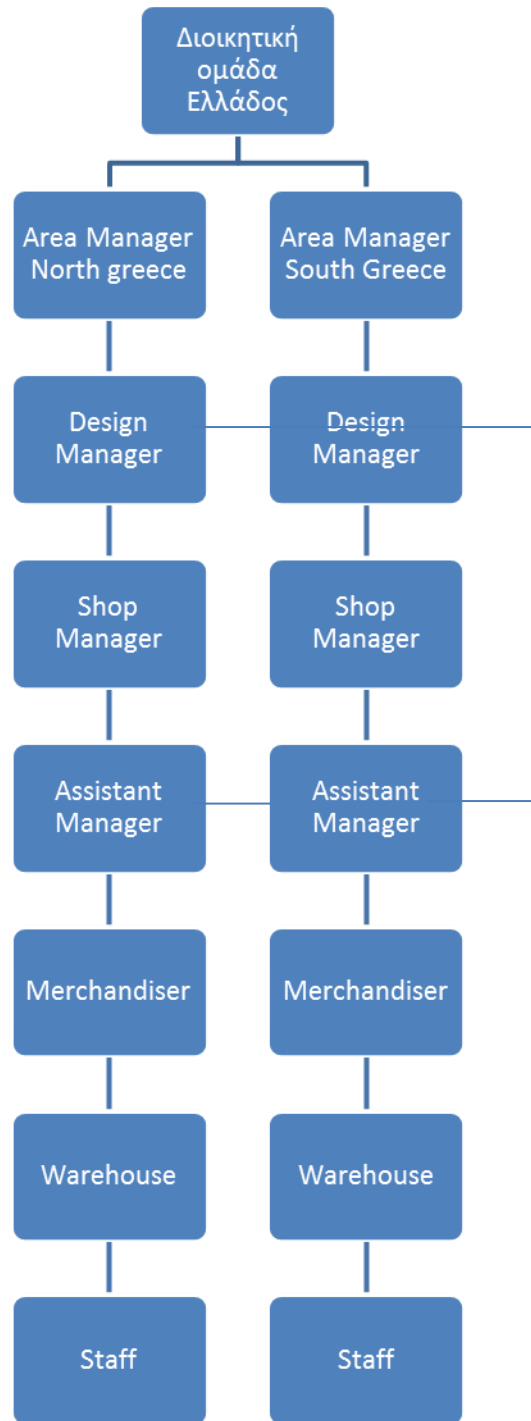 Διοικητική
ομάδα
Ελλάδος
Area Manager
North greece
Area Manager
South Greece
Design
Manager
Design
Manager
Shop
Manager
Shop
Manager
Assistant
Manager
Assistant
Manager
Merchandiser
Merchandiser
Warehouse
Warehouse
Staff
Staff